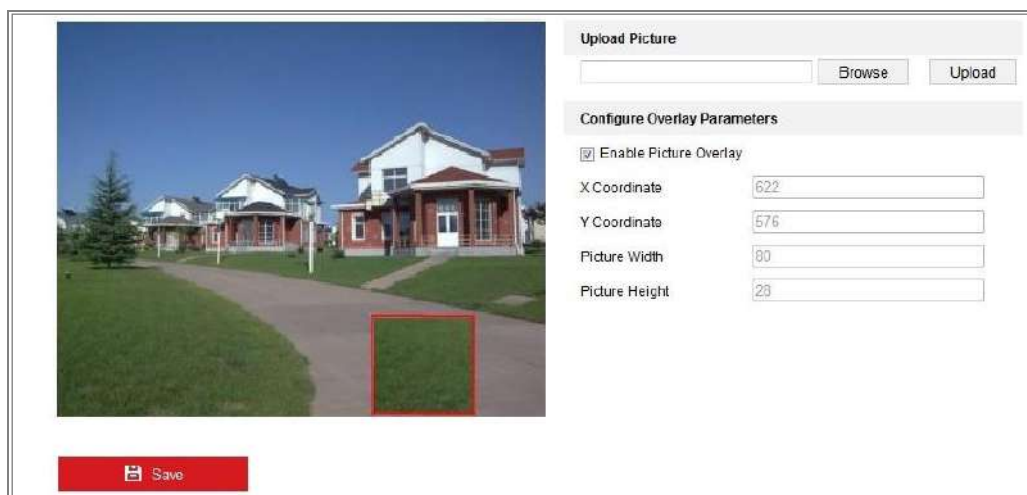 Upload Picture
Browse
Upload
Configure Overlay Parameters
Enable Picture Overlay
X Coordinate
622
Y Coordinate
576
Picture Width
80
Picture Height
28
Save